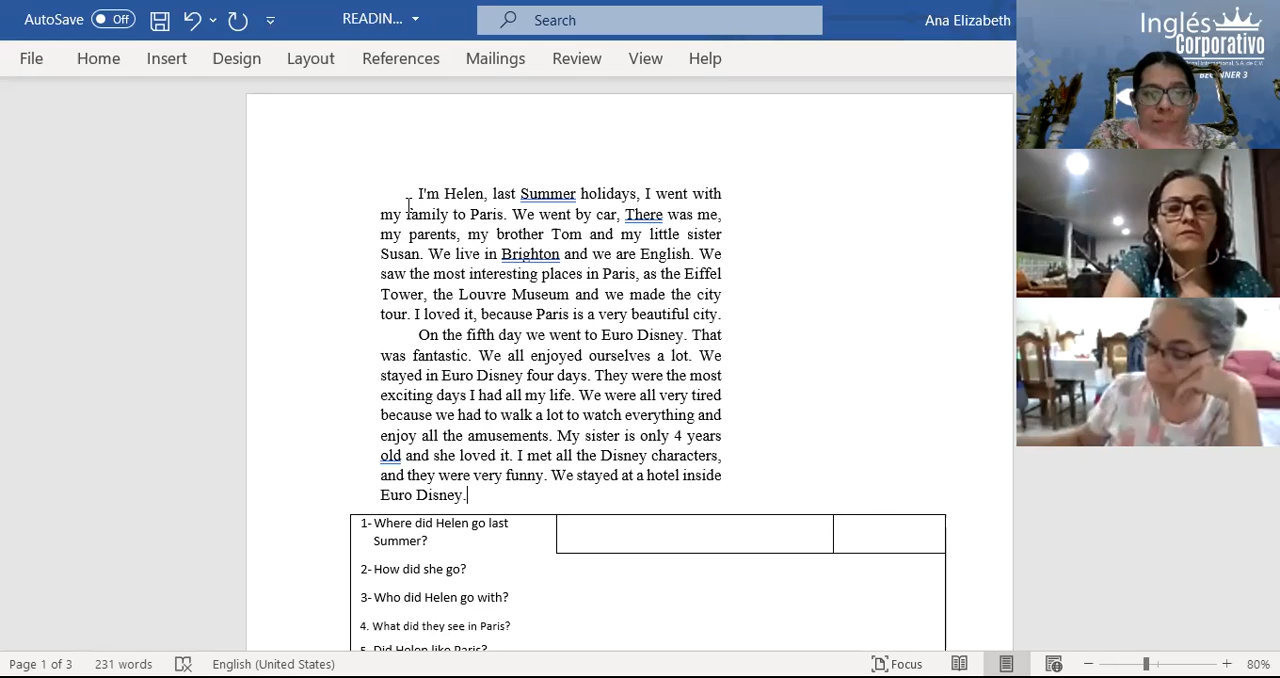 AutoSave Off READIN... Search Ana Elizabeth
File Home Insert Design Layout References Mailings Review View Help
Inglés
Corporativo
BEGINNER 3
I'm Helen, last Summer holidays, I went with
my family to Paris. We went by car, There was me,
my parents, my brother Tom and my little sister
Susan. We live in Brighton and we are English. We
saw the most interesting places in Paris, as the Eiffel
Tower, the Louvre Museum and we made the city
tour. I loved it, because Paris is a very beautiful city.
On the fifth day we went to Euro Disney. That
was fantastic. We all enjoyed ourselves a lot. We
stayed in Euro Disney four days. They were the most
exciting days I had all my life. We were all very tired
because we had to walk a lot to watch everything and
enjoy all the amusements. My sister is only 4 years
old and she loved it. I met all the Disney characters,
and they were very funny. We stayed at a hotel inside
Euro Disney.
1- Where did Helen go last
Summer?
2- How did she go?
3- Who did Helen go with?
4. What did they see in Paris?
5. Did Helen like Paris?
Page 1 of 3 231 words English (United States) Focus 80%